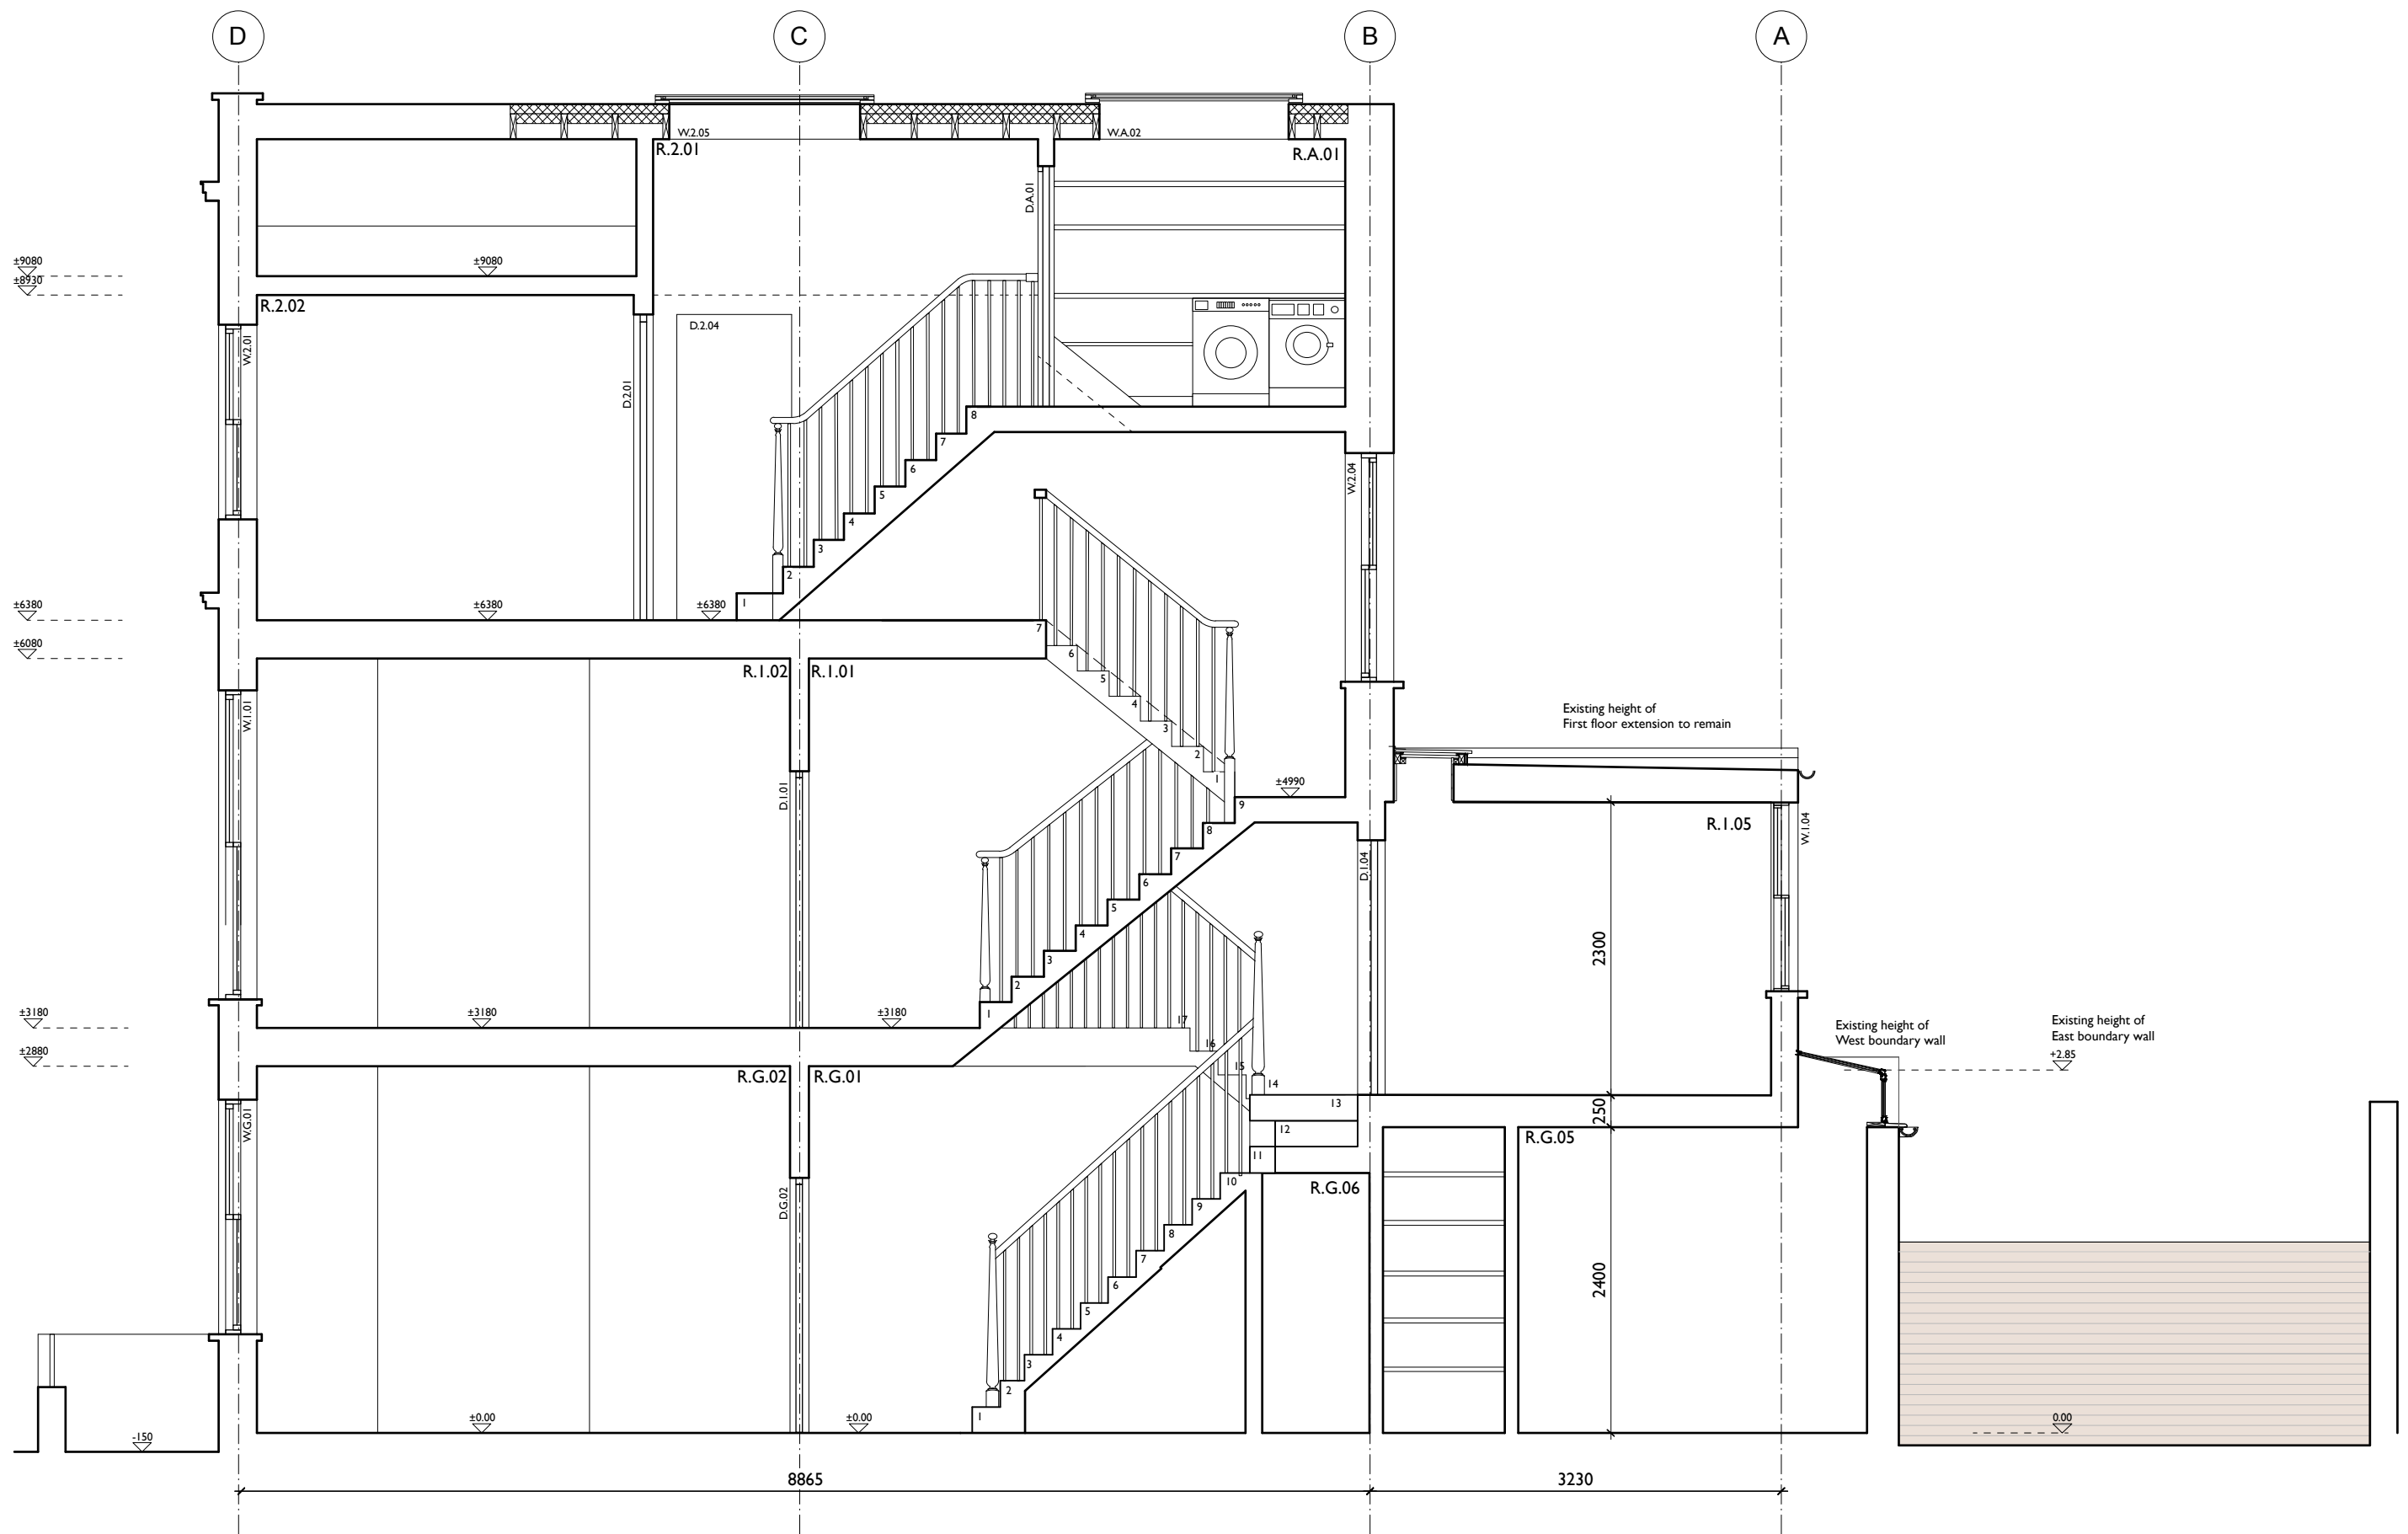 D C B A
W.2.05 W.A.02
R.2.01 R.A.01
D.A.01
±9080 ±9080
±8930
R.2.02
D.2.04
W.2.01
D.2.01
8
7
6
5
4
3
2
1
W.2.04
±6380 ±6380 ±6380
±6080
7
6
5
4
3
2
1
R.1.02 R.1.01
W.1.01
D.1.01
Existing height of
First floor extension to remain
±4990
9
8
7
6
5
4
3
2
1
R.1.05
W.1.04
D.1.04
2300
±3180 ±3180 ±3180
±2880
17
16
15
14
13
12
11
10
9
8
7
6
5
4
3
2
1
Existing height of
West boundary wall
Existing height of
East boundary wall
+2.85
R.G.02 R.G.01
W.G.01
D.G.02
250
R.G.05
R.G.06
2400
-150 ±0.00 ±0.00 0.00
8865 3230